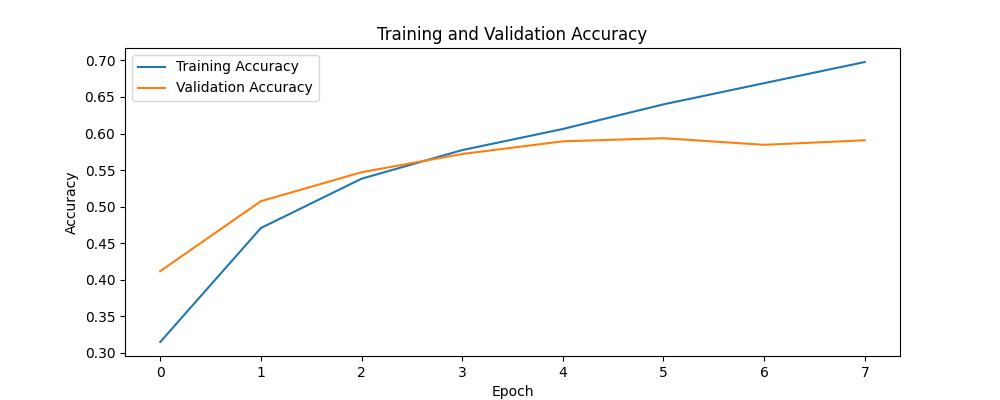 Training and Validation Accuracy
Training Accuracy
Validation Accuracy
0.70
0.65
0.60
0.55
0.50
0.45
0.40
0.35
0.30
Accuracy
0 1 2 3 4 5 6 7
Epoch